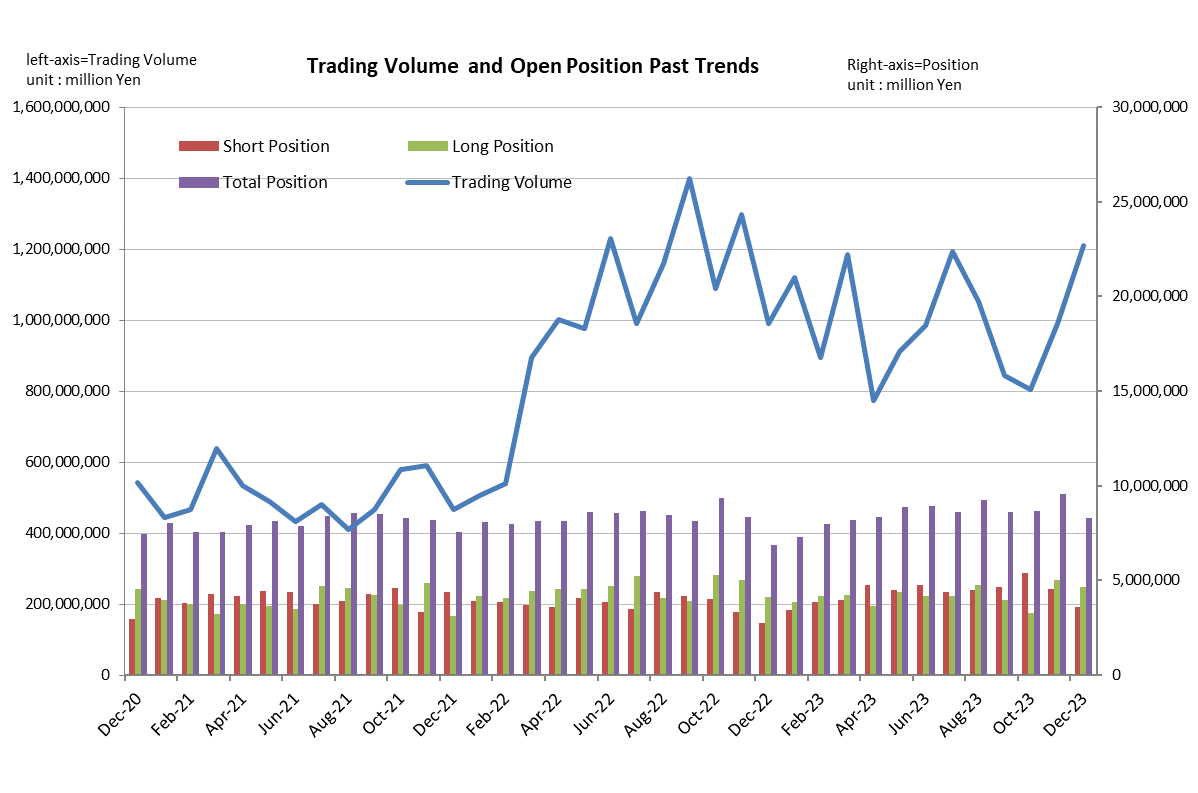 left-axis=Trading Volume
unit : million Yen
Trading Volume and Open Position Past Trends
Right-axis=Position
unit : million Yen
1,600,000,000
1,400,000,000
1,200,000,000
1,000,000,000
800,000,000
600,000,000
400,000,000
200,000,000
0
Short Position
Long Position
Total Position
Trading Volume
30,000,000
25,000,000
20,000,000
15,000,000
10,000,000
5,000,000
0
Dec-20
Feb-21
Apr-21
Jun-21
Aug-21
Oct-21
Dec-21
Feb-22
Apr-22
Jun-22
Aug-22
Oct-22
Dec-22
Feb-23
Apr-23
Jun-23
Aug-23
Oct-23
Dec-23